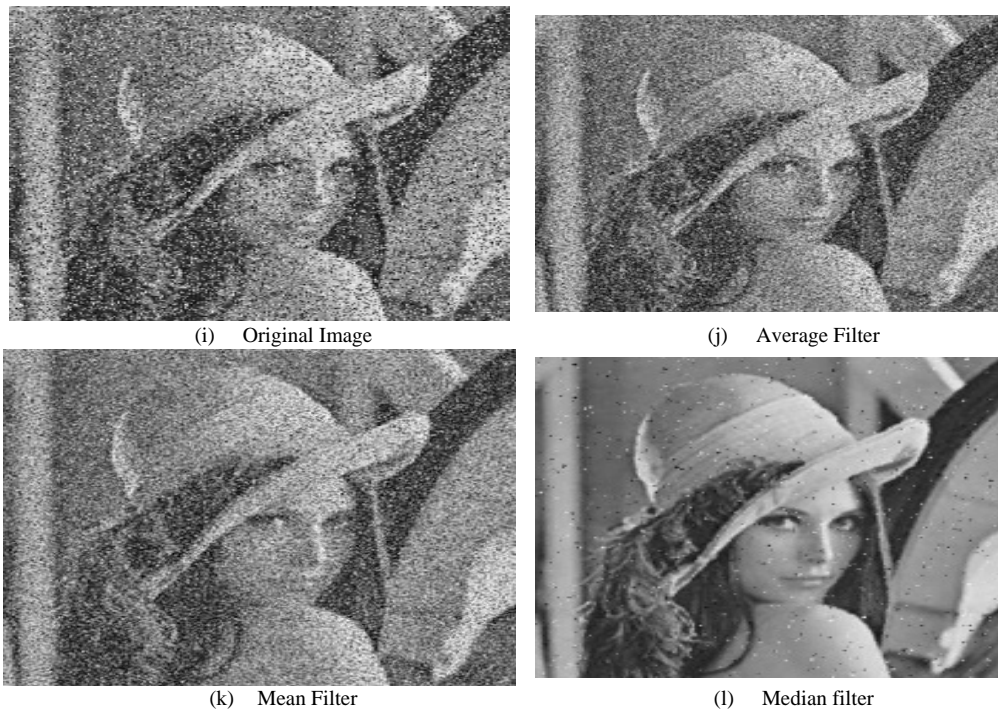 (i) Original Image
(j) Average Filter
(k) Mean Filter
(l) Median filter